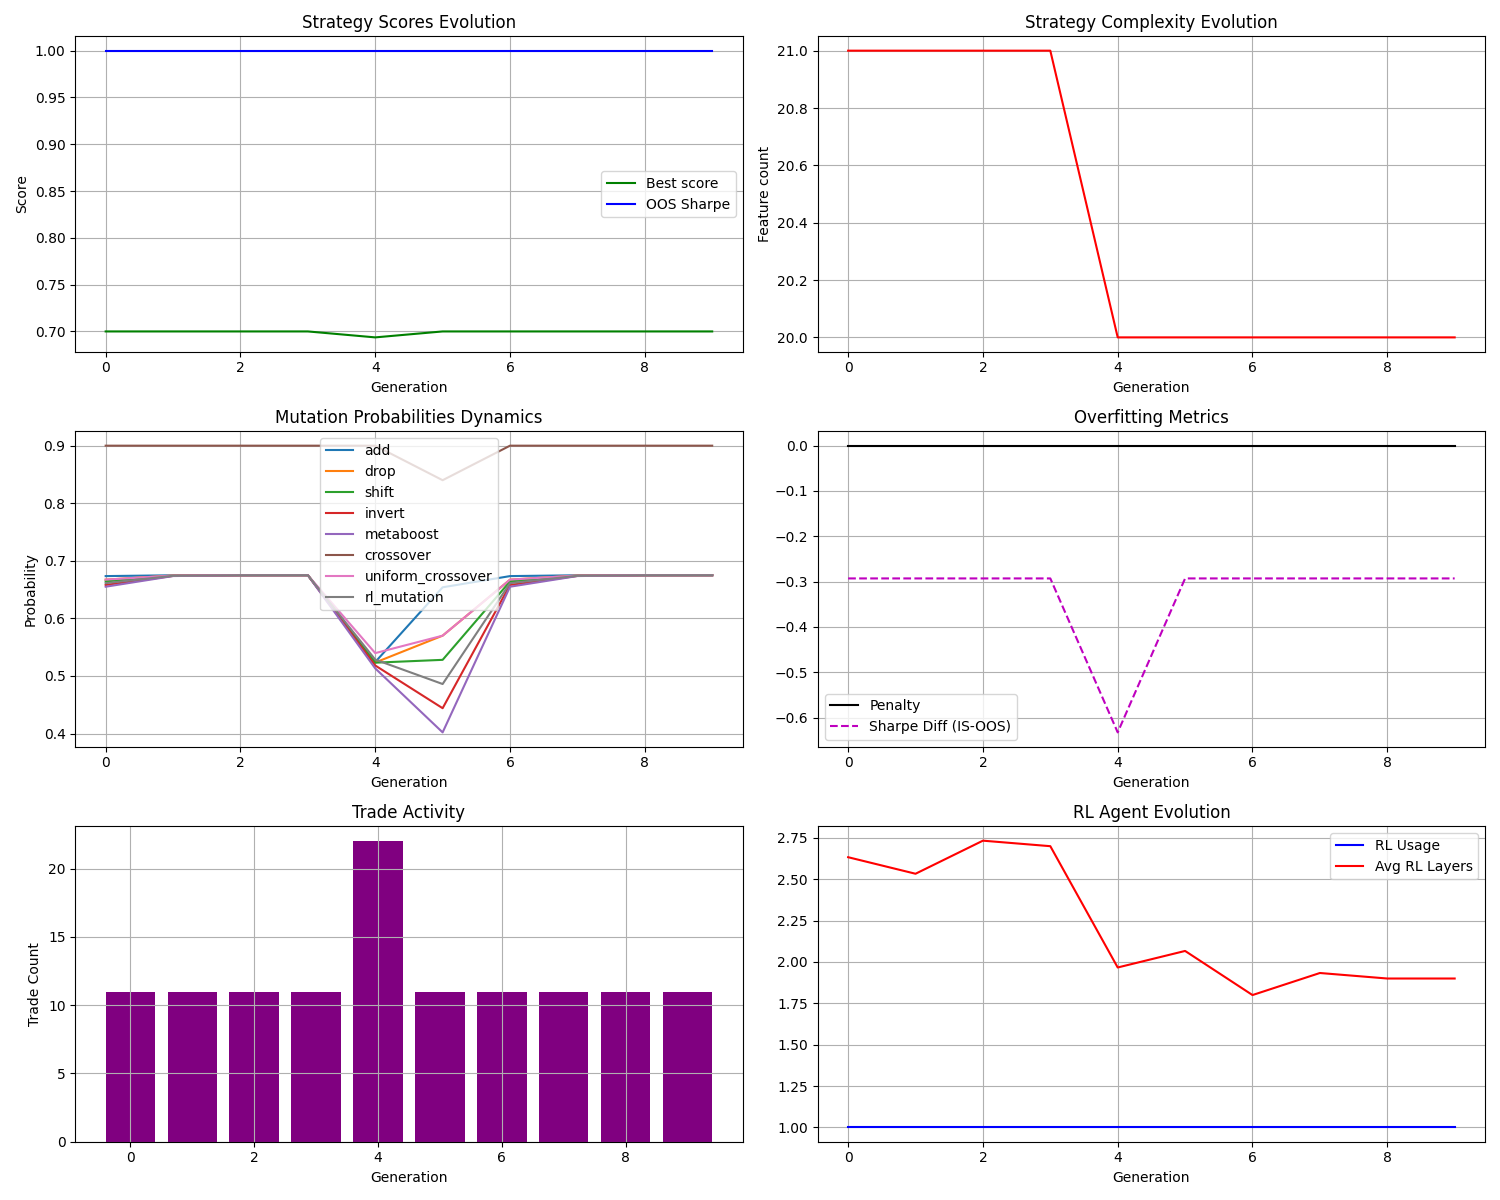 Strategy Scores Evolution
Score
1.00
0.95
0.90
0.85
0.80
0.75
0.70
Best score
OOS Sharpe
0 2 4 6 8
Generation
Strategy Complexity Evolution
Feature count
21.0
20.8
20.6
20.4
20.2
20.0
0 2 4 6 8
Generation
Mutation Probabilities Dynamics
Probability
0.9
0.8
0.7
0.6
0.5
0.4
add
drop
shift
invert
metaboost
crossover
uniform_crossover
rl_mutation
0 2 4 6 8
Generation
Overfitting Metrics
0.0
−0.1
−0.2
−0.3
−0.4
−0.5
−0.6
Penalty
Sharpe Diff (IS-OOS)
0 2 4 6 8
Generation
Trade Activity
Trade Count
20
15
10
5
0
0 2 4 6 8
Generation
RL Agent Evolution
2.75
2.50
2.25
2.00
1.75
1.50
1.25
1.00
RL Usage
Avg RL Layers
0 2 4 6 8
Generation